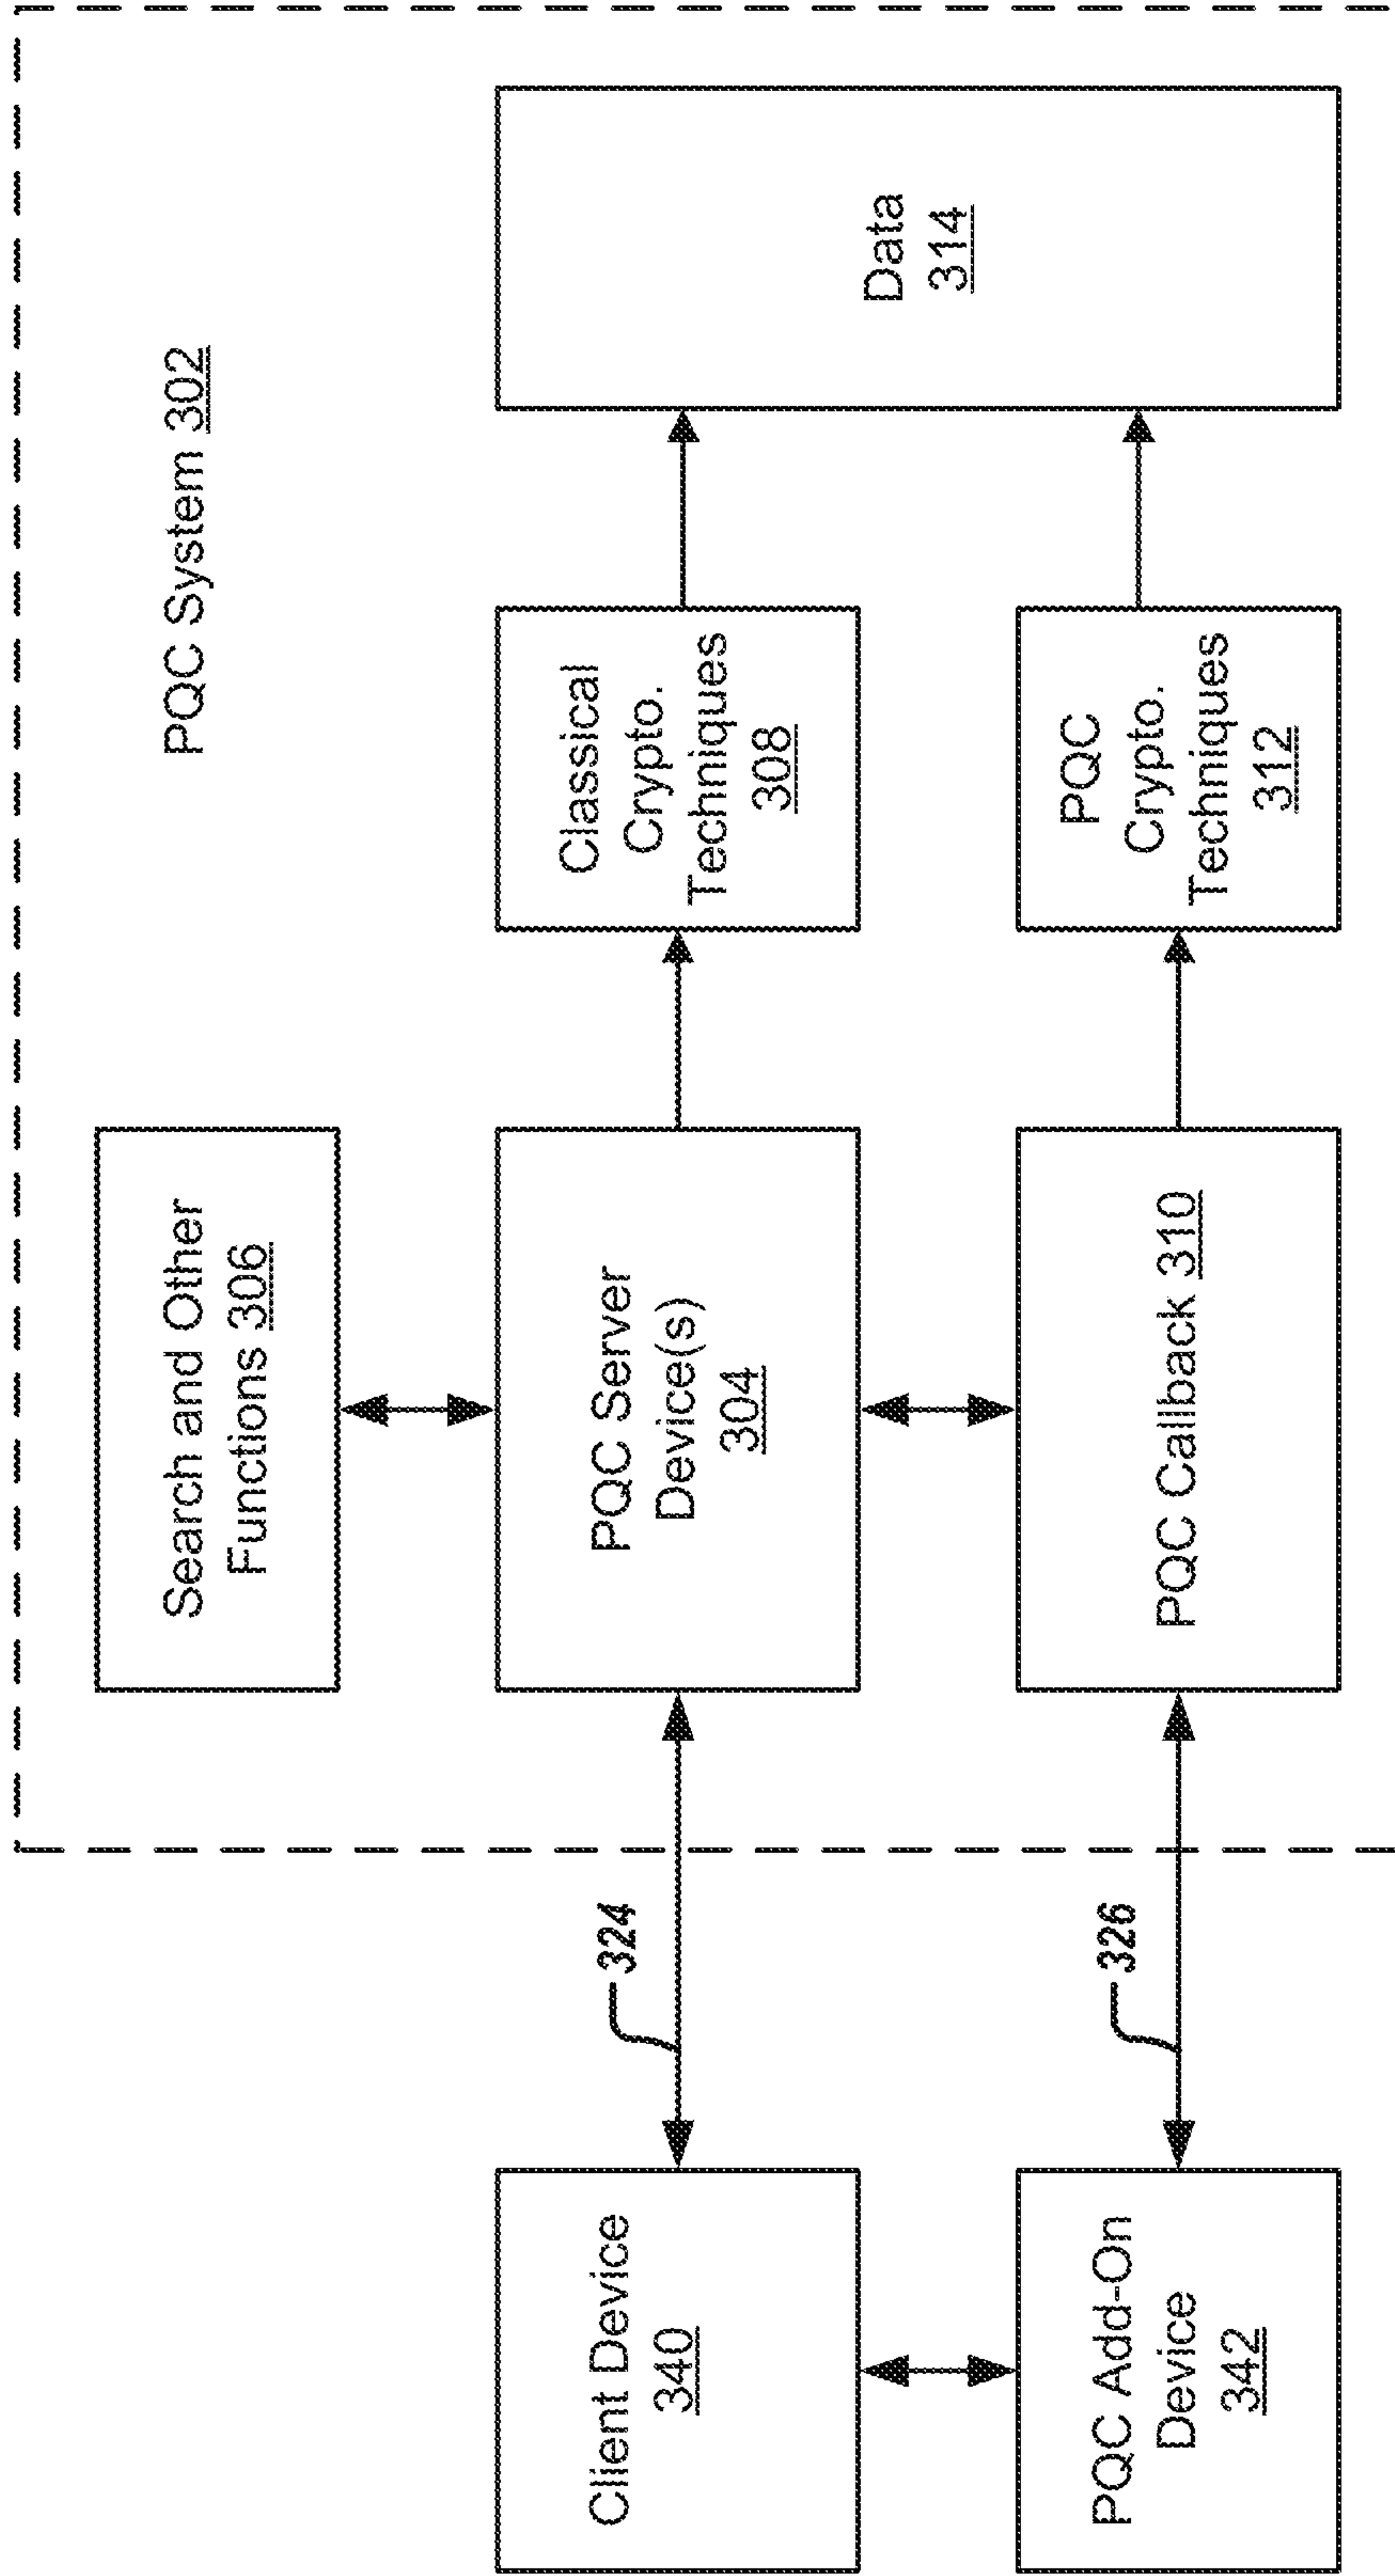 PQC System 302
Search and Other
Functions 306
Client Device
340
324
PQC Server
Device(s)
304
Classical
Crypto.
Techniques
308
Data
314
PQC Add-On
Device
342
326
PQC Callback 310
PQC
Crypto.
Techniques
312